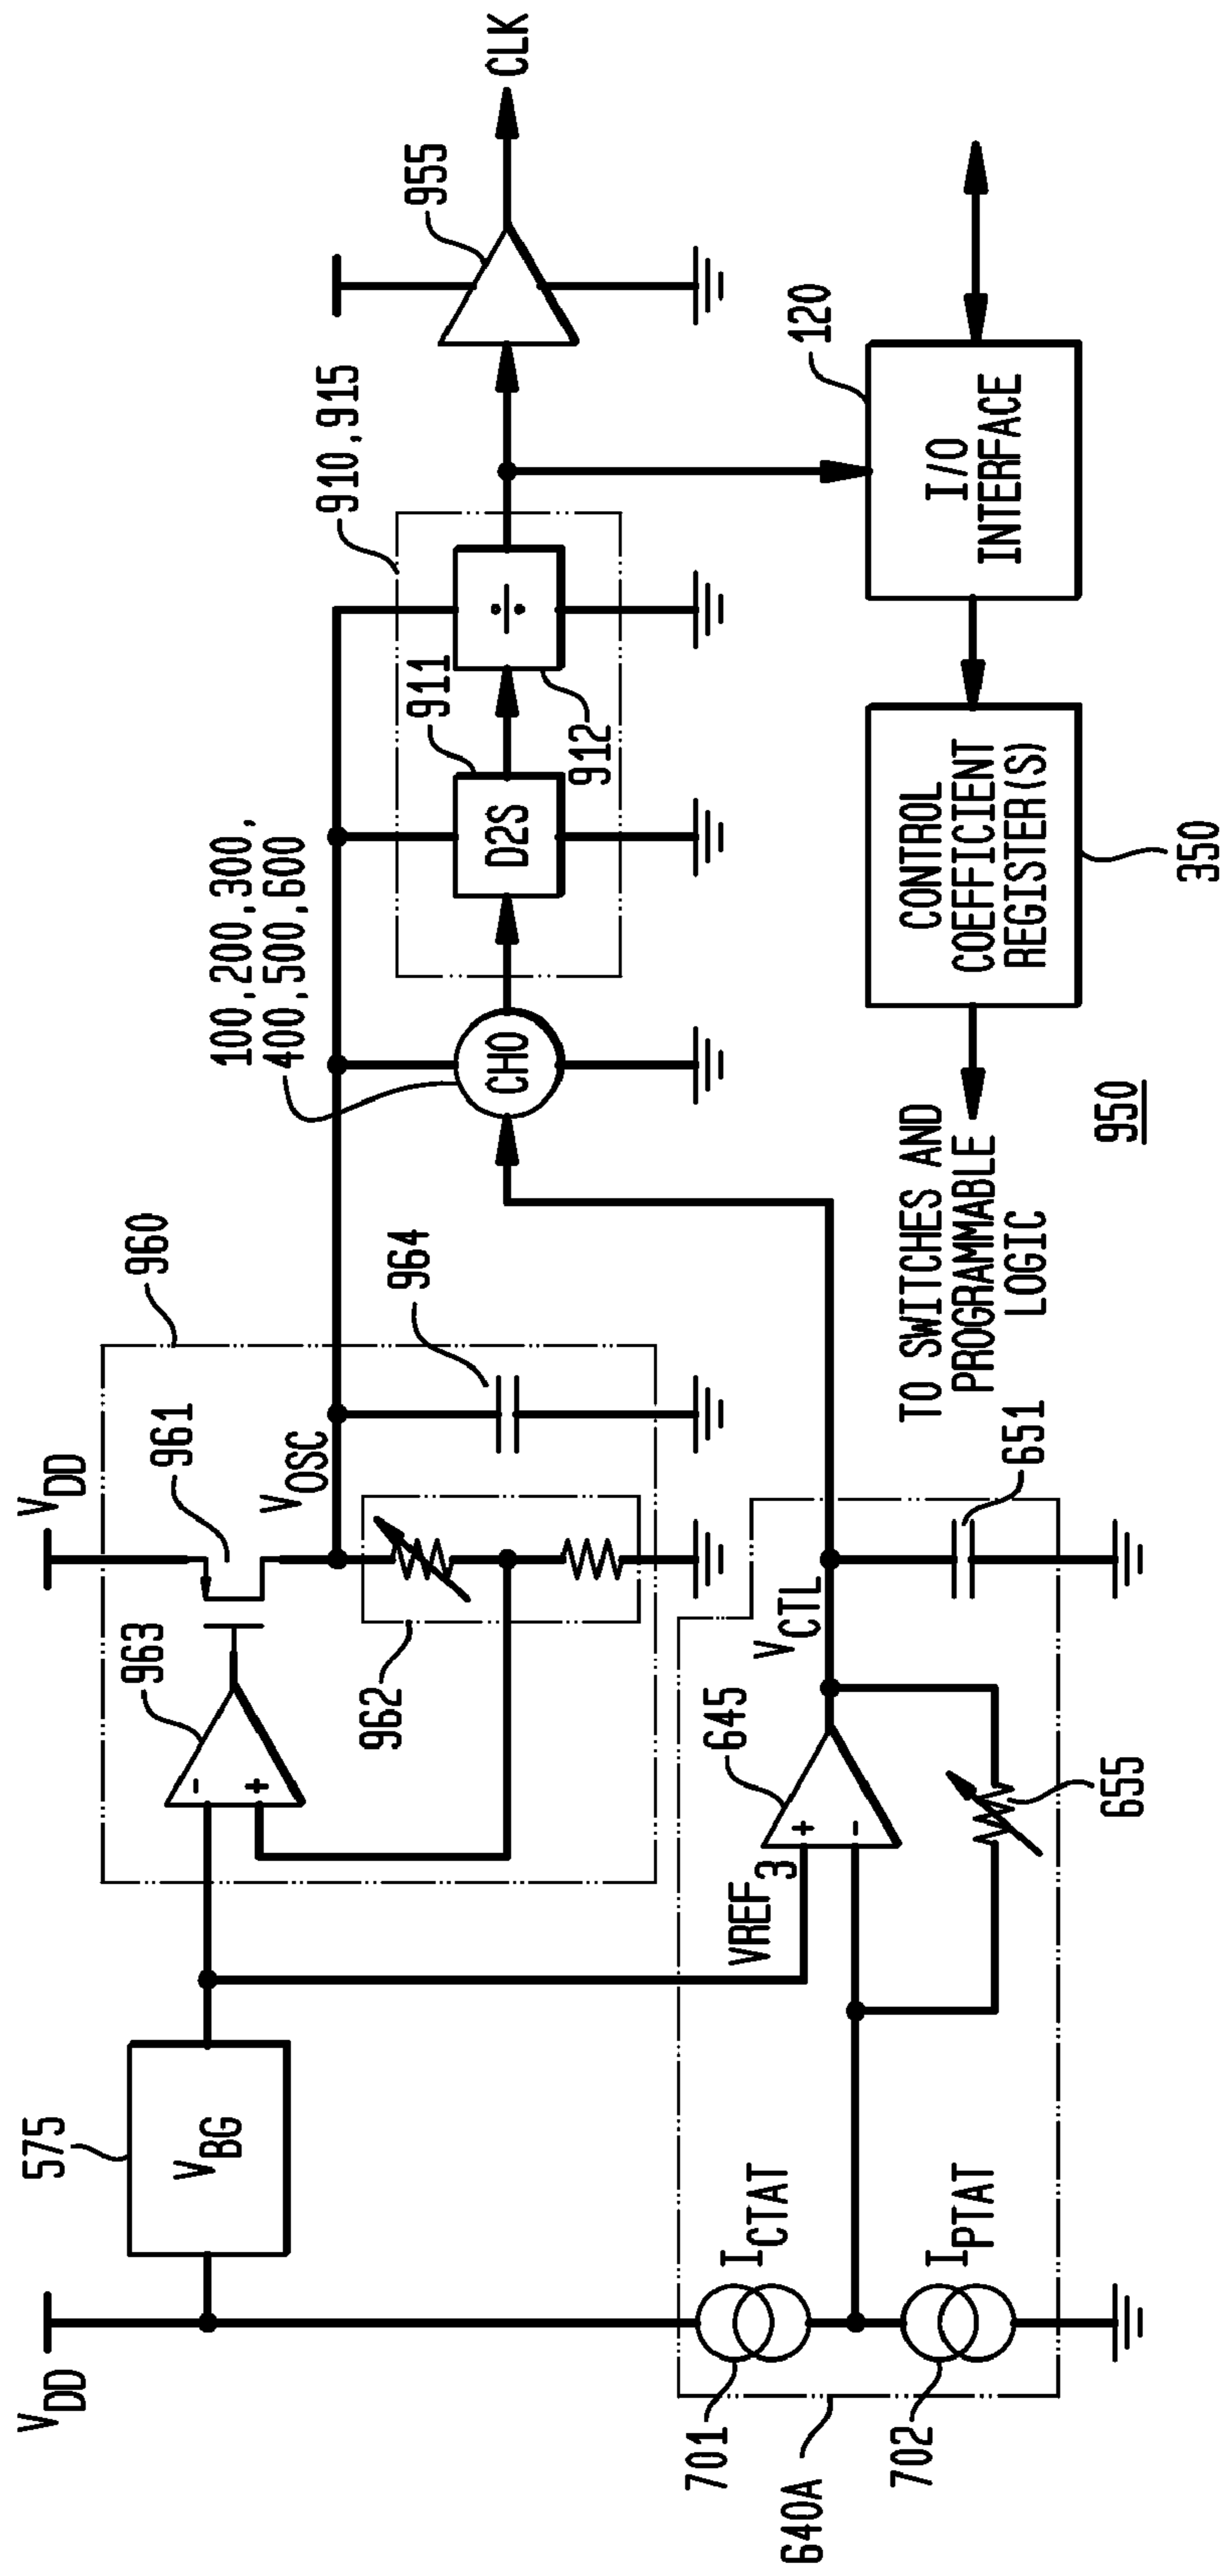 V_DD
575
V_BG
963
961
V_DD
960
V_OSC
962
964
100,200,300,
400,500,600
CHO
910,915
911
D2S
÷
912
955
CLK
701
I_CTAT
702
I_PTAT
640A
VREF_3
645
655
V_CTL
651
- +
+ -
TO SWITCHES AND
PROGRAMMABLE
LOGIC
CONTROL
COEFFICIENT
REGISTER(S)
350
I/O
INTERFACE
120
950